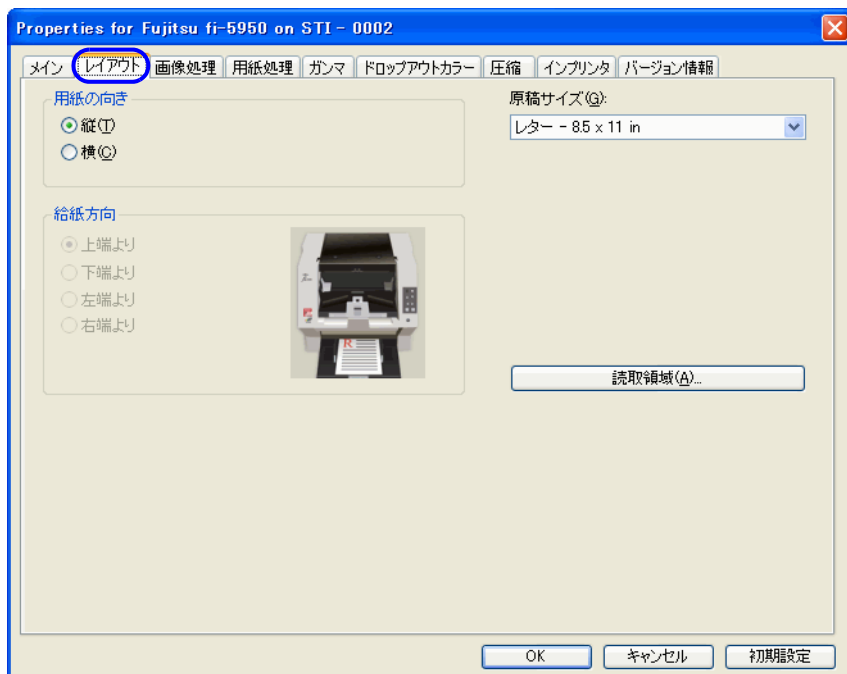 Properties for Fujitsu fi-5950 on STI - 0002
メイン レイアウト 画像処理 用紙処理 ガンマ ドロップアウトカラー 圧縮 インプリンタ バージョン情報
用紙の向き
縦(T)
横(C)
原稿サイズ(G):
レター - 8.5 x 11 in
給紙方向
上端より
下端より
左端より
右端より
R
読取領域(A)...
OK キャンセル 初期設定